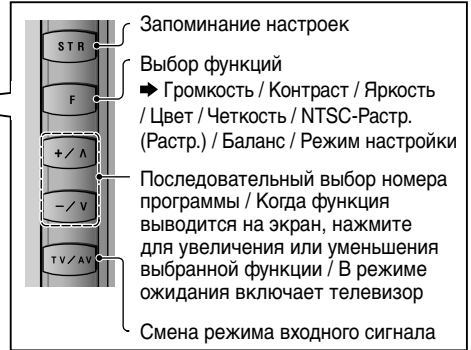 STR
Запоминание настроек
F
Выбор функций
➡ Громкость / Контраст / Яркость
/ Цвет / Четкость / NTSC-Растр.
(Растр.) / Баланс / Режим настройки
+/∧
−/∨
Последовательный выбор номера
программы / Когда функция
выводится на экран, нажмите
для увеличения или уменьшения
выбранной функции / В режиме
ожидания включает телевизор
TV/AV
Смена режима входного сигнала